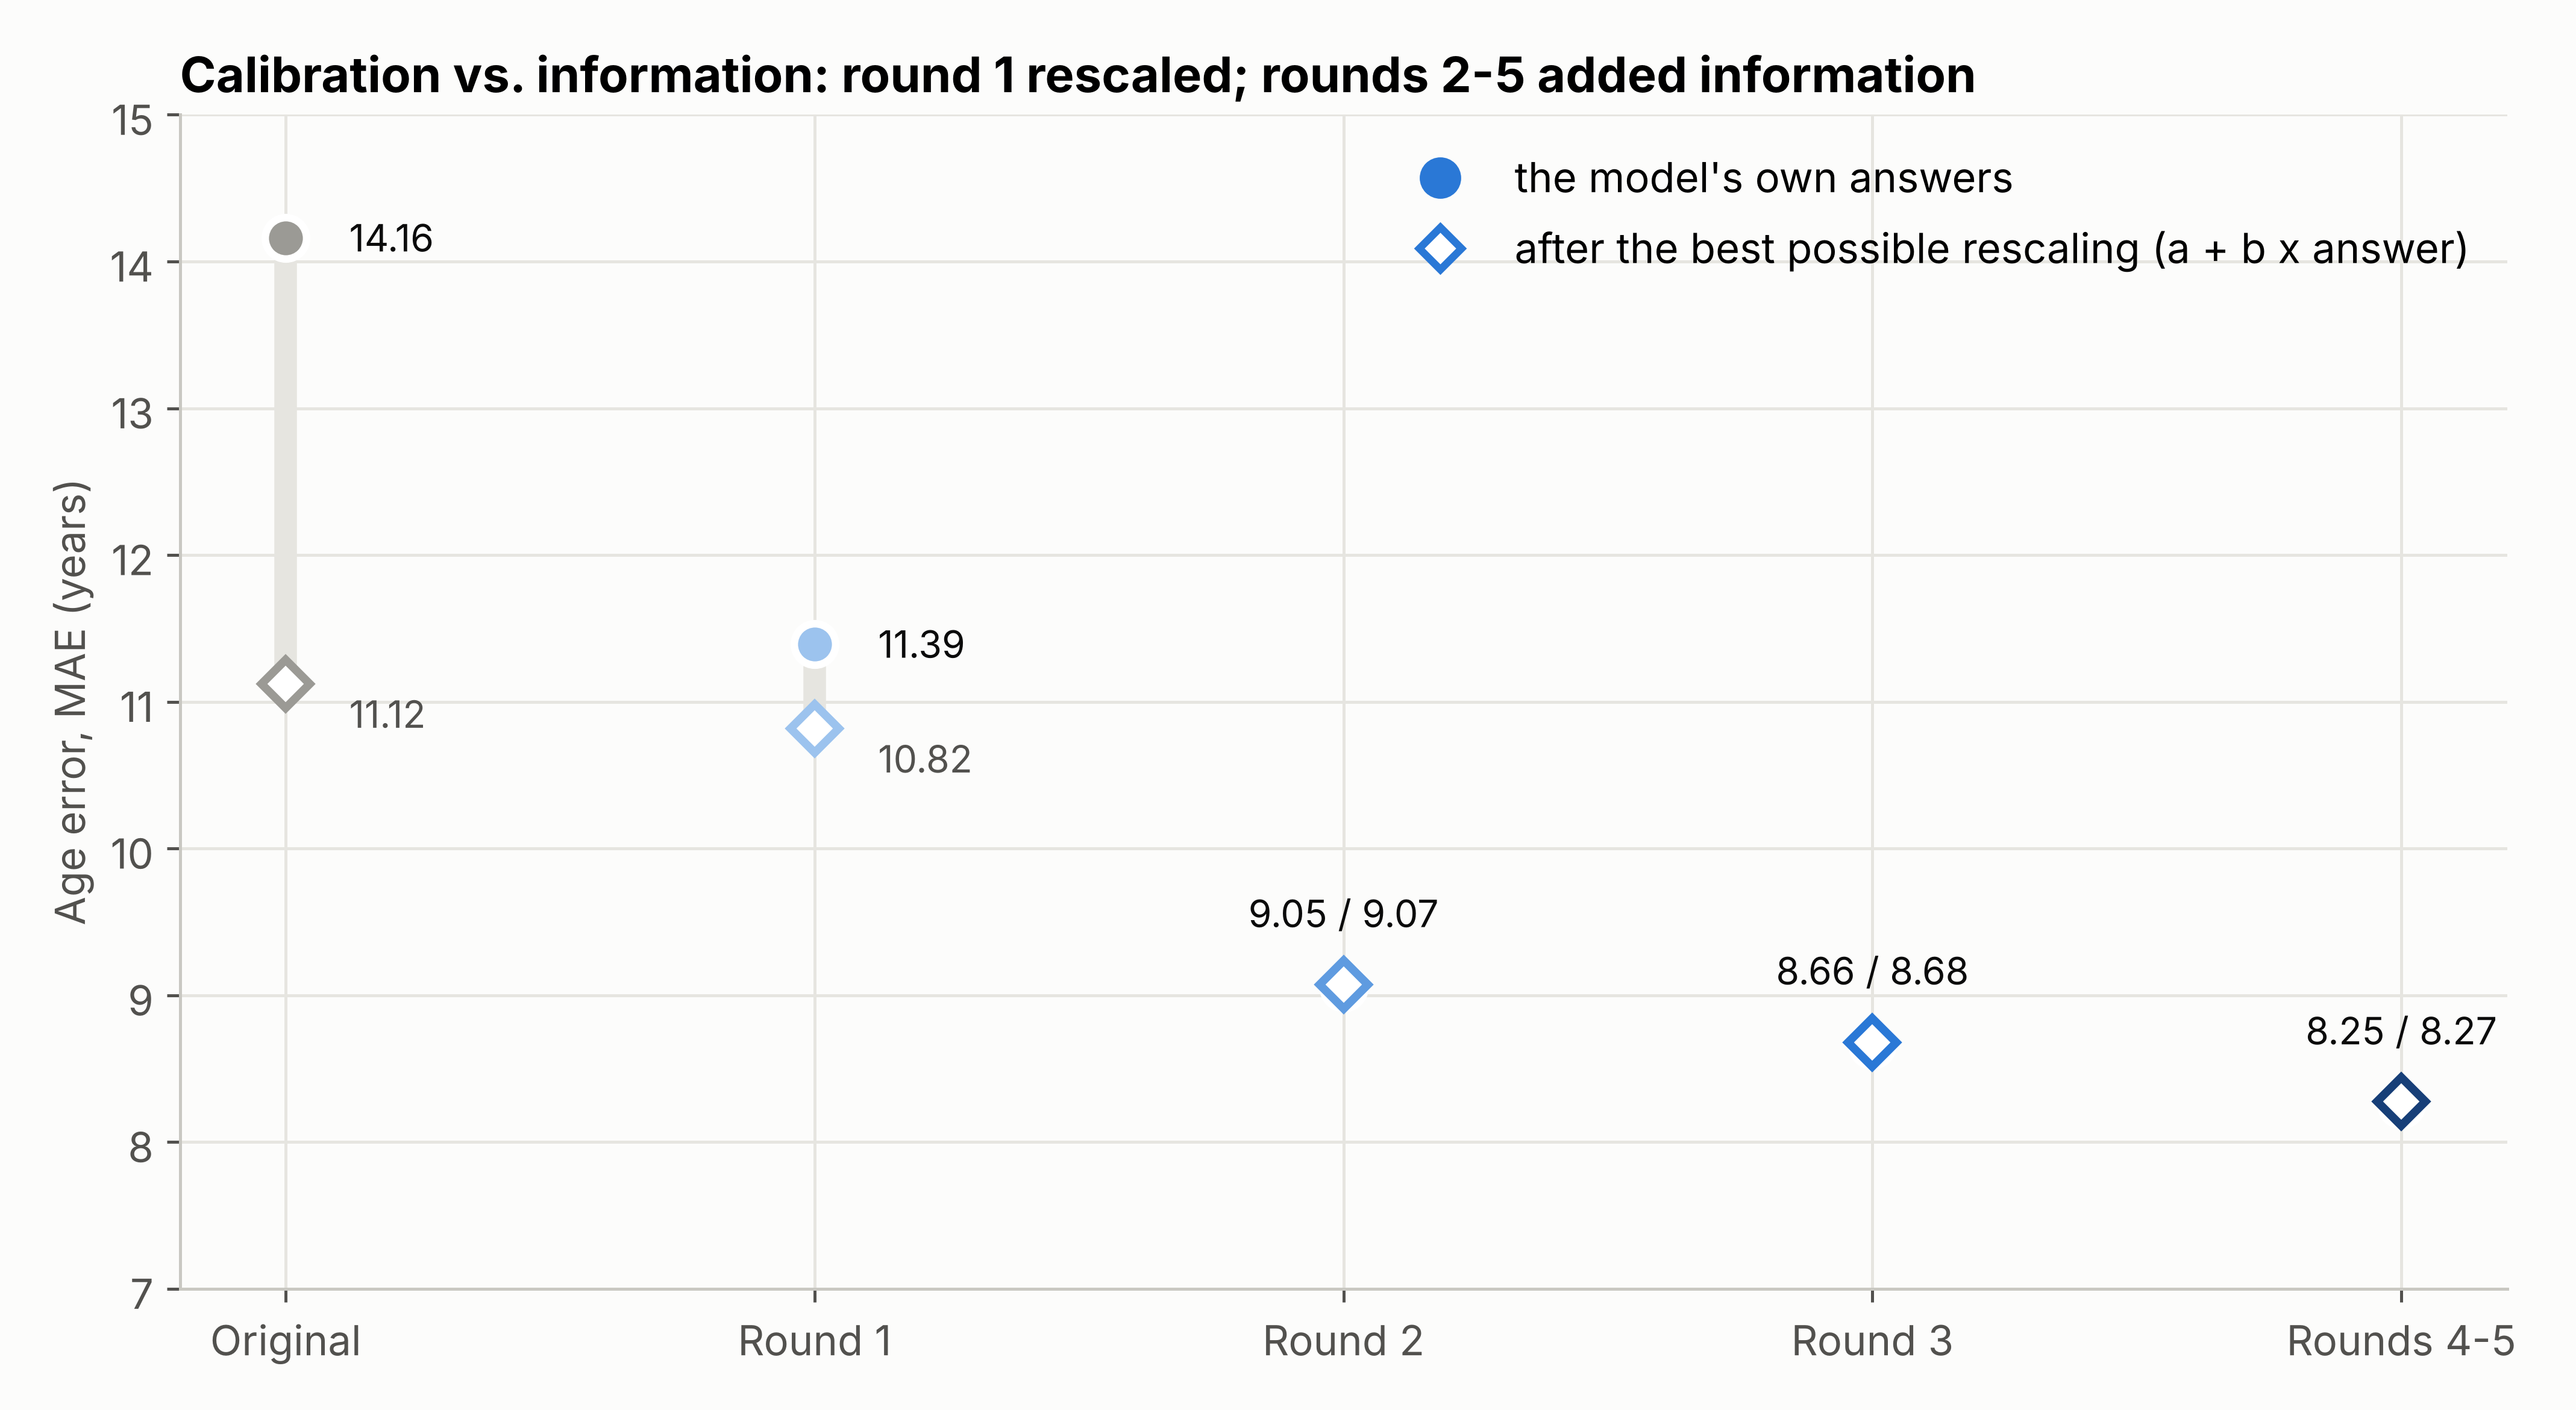 Calibration vs. information: round 1 rescaled; rounds 2-5 added information
the model's own answers
after the best possible rescaling (a + b x answer)
Age error, MAE (years)
15
14
13
12
11
10
9
8
7
14.16
11.12
11.39
10.82
9.05 / 9.07
8.66 / 8.68
8.25 / 8.27
Original
Round 1
Round 2
Round 3
Rounds 4-5